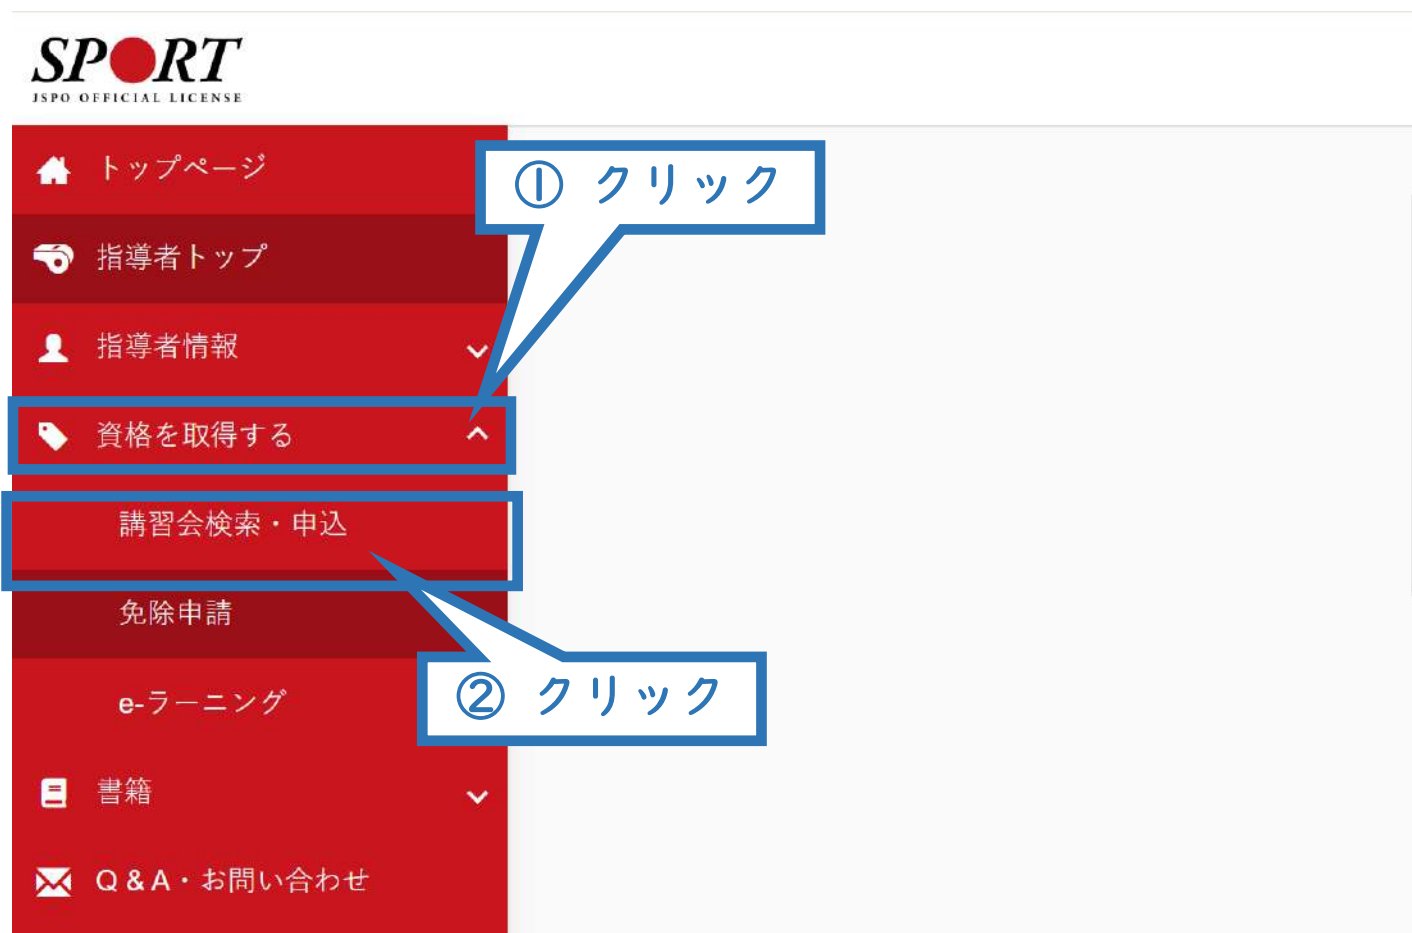 SPORT
JSPO OFFICIAL LICENSE
トップページ
① クリック
指導者トップ
指導者情報
資格を取得する
講習会検索・申込
免除申請
② クリック
e-ラーニング
書籍
Q & A・お問い合わせ